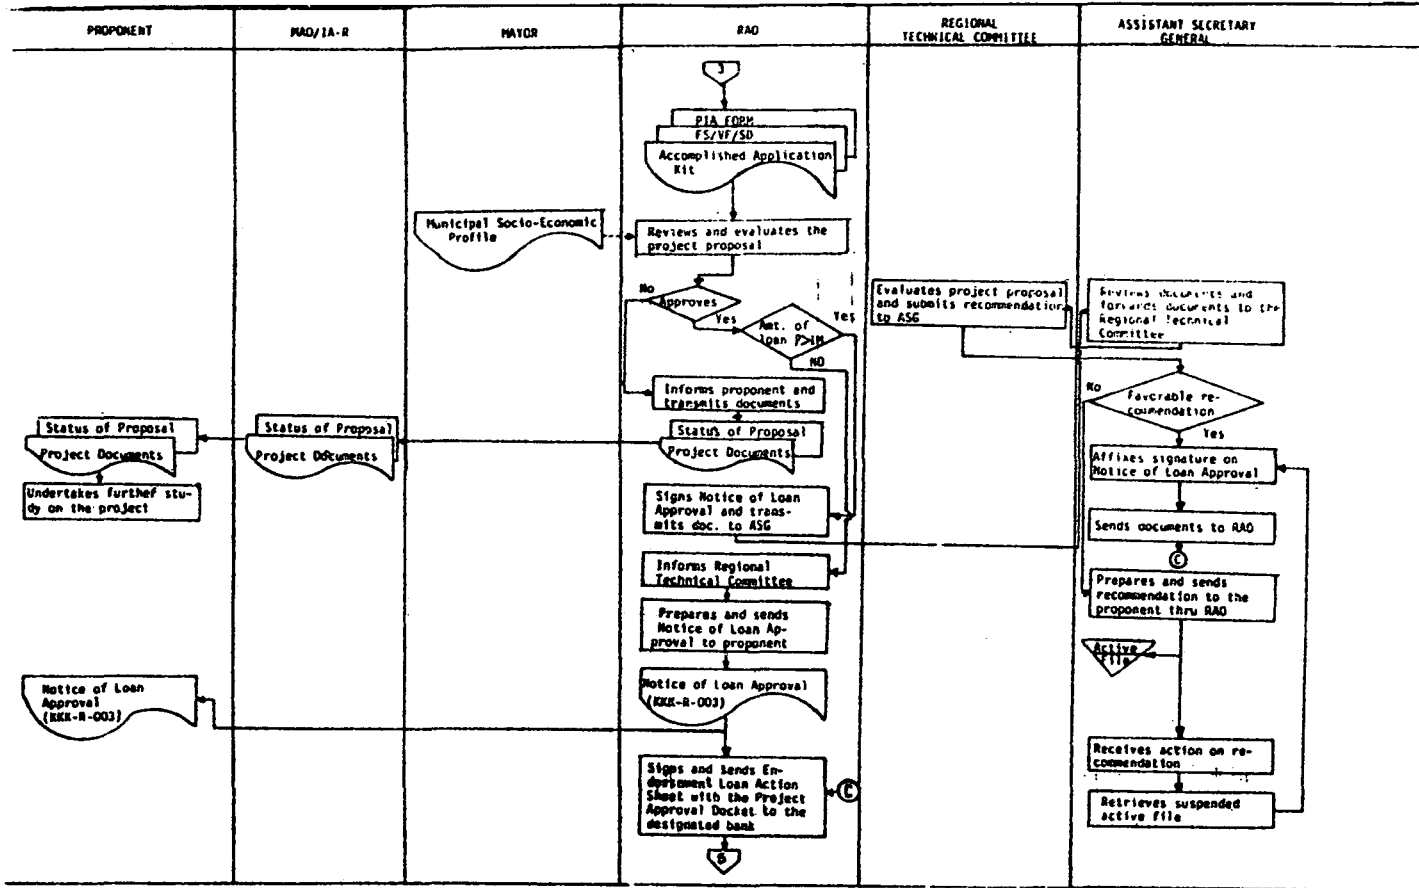 PROPONENT
MAO/IA-R
MAYOR
RAO
REGIONAL
TECHNICAL COMMITTEE
ASSISTANT SECRETARY
GENERAL
3
PIA FORM
FS/VF/SD
Accomplished Application
Kit
Municipal Socio-Economic
Profile
Reviews and evaluates the
project proposal
No
Approves
Yes
Amt. of
loan P>1M
Yes
NO
Evaluates project proposal
and submits recommendation
to ASG
Reviews documents and
forwards documents to the
Regional Technical
Committee
Informs proponent and
transmits documents
No
Favorable re-
commendation
Yes
Status of Proposal
Project Documents
Status of Proposal
Project Documents
Status of Proposal
Project Documents
Undertakes further stu-
dy on the project
Affixes signature on
Notice of Loan Approval
Signs Notice of Loan
Approval and trans-
mits doc. to ASG
Sends documents to RAO
C
Informs Regional
Technical Committee
Prepares and sends
recommendation to the
proponent thru RAO
Prepares and sends
Notice of Loan Ap-
proval to proponent
Active
File
Notice of Loan
Approval
(KKK-R-003)
Notice of Loan Approval
(KKK-R-003)
Receives action on re-
commendation
Signs and Sends En-
dorsement Loan Action
Sheet with the Project
Approval Docket to the
designated bank
C
Retrieves suspended
active file